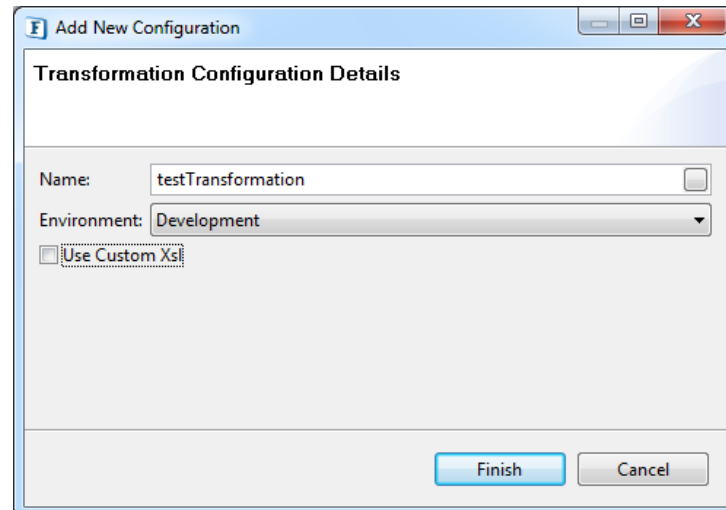 F Add New Configuration
Transformation Configuration Details
Name: testTransformation
Environment: Development
Use Custom Xsl
Finish Cancel